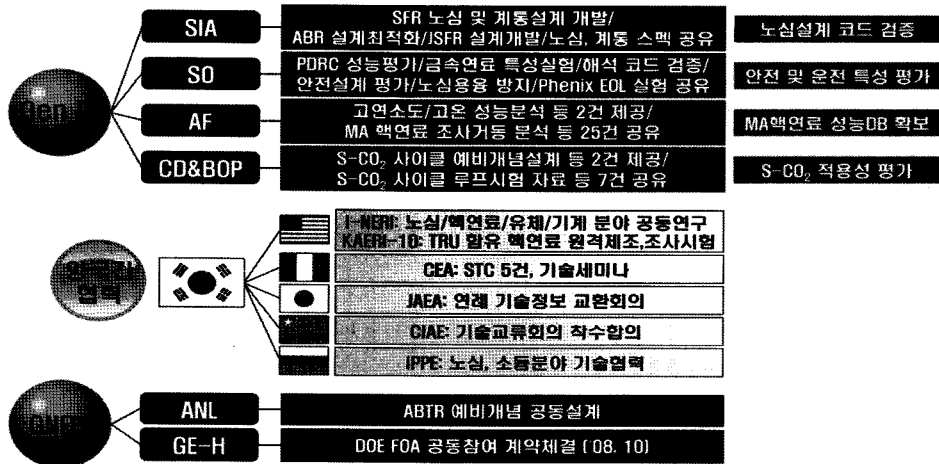 SIA
SFR 노심 및 계통설계 개발/
ABR 설계최적화/JSFR 설계개발/노심, 계통 스펙 공유
노심설계 코드 검증
SO
PDRC 성능평가/금속연료 특성실험/해석 코드 검증/
안전설계 평가/노심용융 방지/Phenix EOL 실험 공유
안전 및 운전 특성 평가
AF
고연소도/고온 성능분석 등 2건 제공/
MA 핵연료 조사거동 분석 등 25건 공유
MA핵연료 성능DB 확보
CD&BOP
S-CO₂ 사이클 예비개념설계 등 2건 제공/
S-CO₂ 사이클 루프시험 자료 등 7건 공유
S-CO₂ 적용성 평가
I-NERI: 노심/핵연료/유체/기계 분야 공동연구
KAERI-10: TRU 함유 핵연료 원격제조,조사시험
협력
CEA: STC 5건, 기술세미나
JAEA: 연례 기술정보 교환회의
CIAE: 기술교류회의 착수합의
IPPE: 노심, 소듐분야 기술협력
ANL
ABTR 예비개념 공동설계
GE-H
DOE FOA 공동참여 계약체결 ('08. 10)